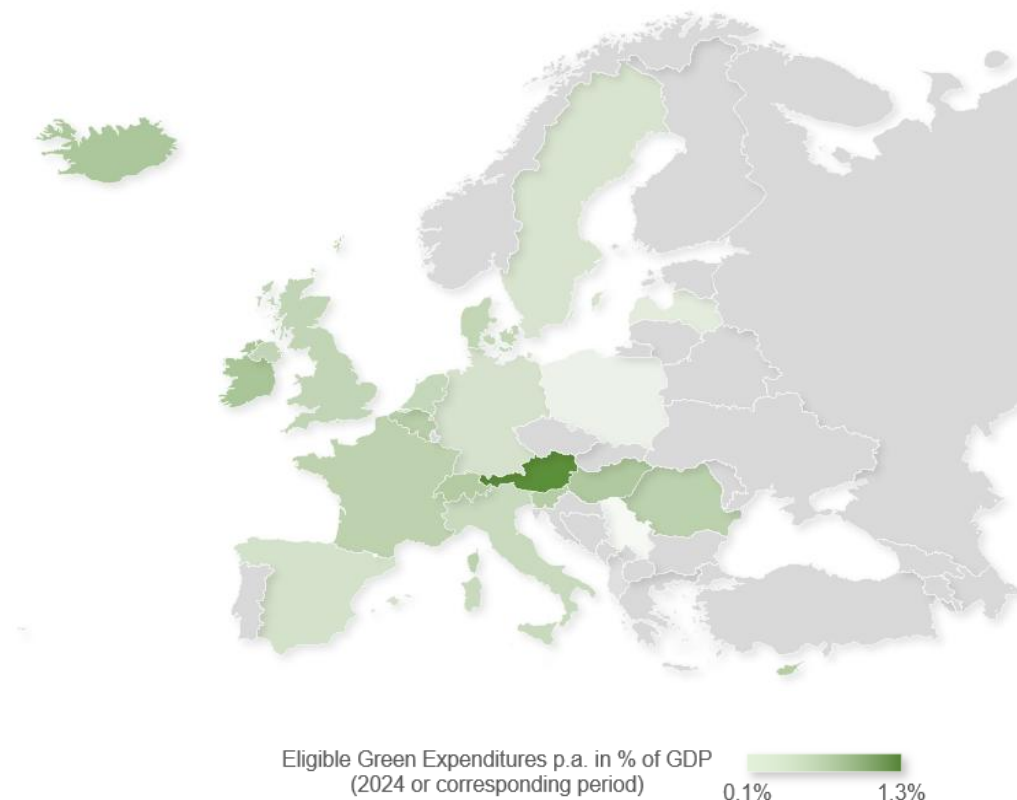 Eligible Green Expenditures p.a. in % of GDP
(2024 or corresponding period)
0.1%
1.3%